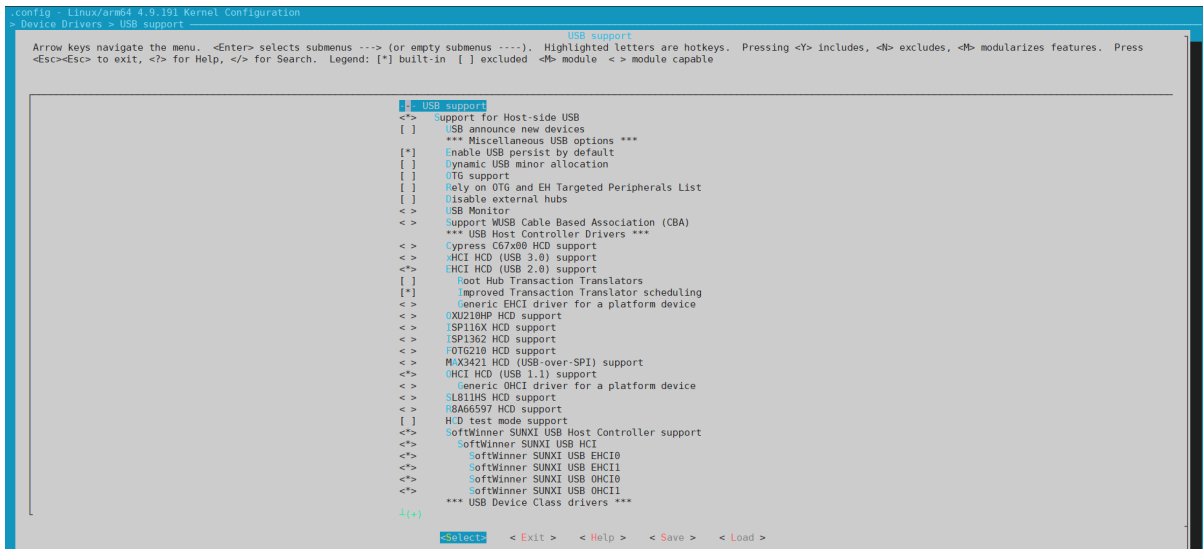 .config - Linux/arm64 4.9.191 Kernel Configuration
> Device Drivers > USB support
USB support
Arrow keys navigate the menu. <Enter> selects submenus ---> (or empty submenus ----). Highlighted letters are hotkeys. Pressing <Y> includes, <N> excludes, <M> modularizes features. Press
<Esc><Esc> to exit, <?> for Help, </> for Search. Legend: [*] built-in [ ] excluded <M> module < > module capable
--- USB support
<*> Support for Host-side USB
[ ] USB announce new devices
*** Miscellaneous USB options ***
[*] Enable USB persist by default
[ ] Dynamic USB minor allocation
[ ] OTG support
[ ] Rely on OTG and EH Targeted Peripherals List
[ ] Disable external hubs
< > USB Monitor
< > Support WUSB Cable Based Association (CBA)
*** USB Host Controller Drivers ***
< > Cypress C67x00 HCD support
< > xHCI HCD (USB 3.0) support
<*> EHCI HCD (USB 2.0) support
[ ] Root Hub Transaction Translators
[*] Improved Transaction Translator scheduling
< > Generic EHCI driver for a platform device
< > OXU210HP HCD support
< > ISP116X HCD support
< > ISP1362 HCD support
< > FOTG210 HCD support
< > MAX3421 HCD (USB-over-SPI) support
<*> OHCI HCD (USB 1.1) support
< > Generic OHCI driver for a platform device
< > SL811HS HCD support
< > R8A66597 HCD support
[ ] HCD test mode support
<*> SoftWinner SUNXI USB Host Controller support
<*> SoftWinner SUNXI USB HCI
<*> SoftWinner SUNXI USB EHCI0
<*> SoftWinner SUNXI USB EHCI1
<*> SoftWinner SUNXI USB OHCI0
<*> SoftWinner SUNXI USB OHCI1
*** USB Device Class drivers ***
┴(+)
<Select> < Exit > < Help > < Save > < Load >